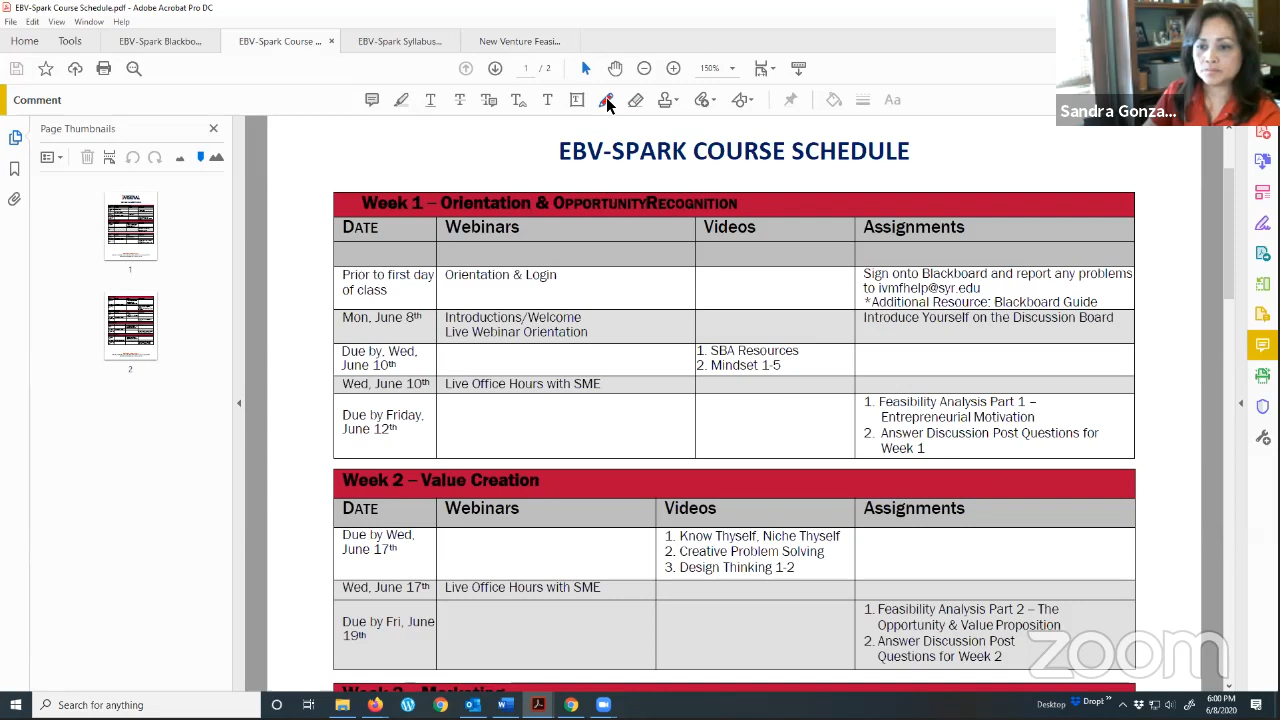 EBV-Spark Course Schedule.pdf - Adobe Acrobat Pro DC
File Edit View Window Help
Home Tools EBV-Spark Blackbo... EBV-Spark Course ... × EBV-Spark Syllabus... New Venture Feasi...
1 / 2 150%
Comment
Aa
Page Thumbnails
1
2
Sandra Gonza...
EBV-SPARK COURSE SCHEDULE
Week 1 – Orientation & OPPORTUNITYRECOGNITION
DATE Webinars Videos Assignments
Prior to first day of class Orientation & Login Sign onto Blackboard and report any problems
to ivmfhelp@syr.edu
*Additional Resource: Blackboard Guide
Mon, June 8th Introductions/Welcome Introduce Yourself on the Discussion Board
Live Webinar Orientation
Due by, Wed, 1. SBA Resources
June 10th 2. Mindset 1-5
Wed, June 10th Live Office Hours with SME
Due by Friday, 1. Feasibility Analysis Part 1 –
June 12th Entrepreneurial Motivation
2. Answer Discussion Post Questions for
Week 1
Week 2 – Value Creation
DATE Webinars Videos Assignments
Due by Wed, 1. Know Thyself, Niche Thyself
June 17th 2. Creative Problem Solving
3. Design Thinking 1-2
Wed, June 17th Live Office Hours with SME
Due by Fri, June 1. Feasibility Analysis Part 2 – The
19th Opportunity & Value Proposition
2. Answer Discussion Post
Questions for Week 2
zoom
Week 3 – Marketing
Search for anything
Desktop Dropt » 6:00 PM
6/8/2020